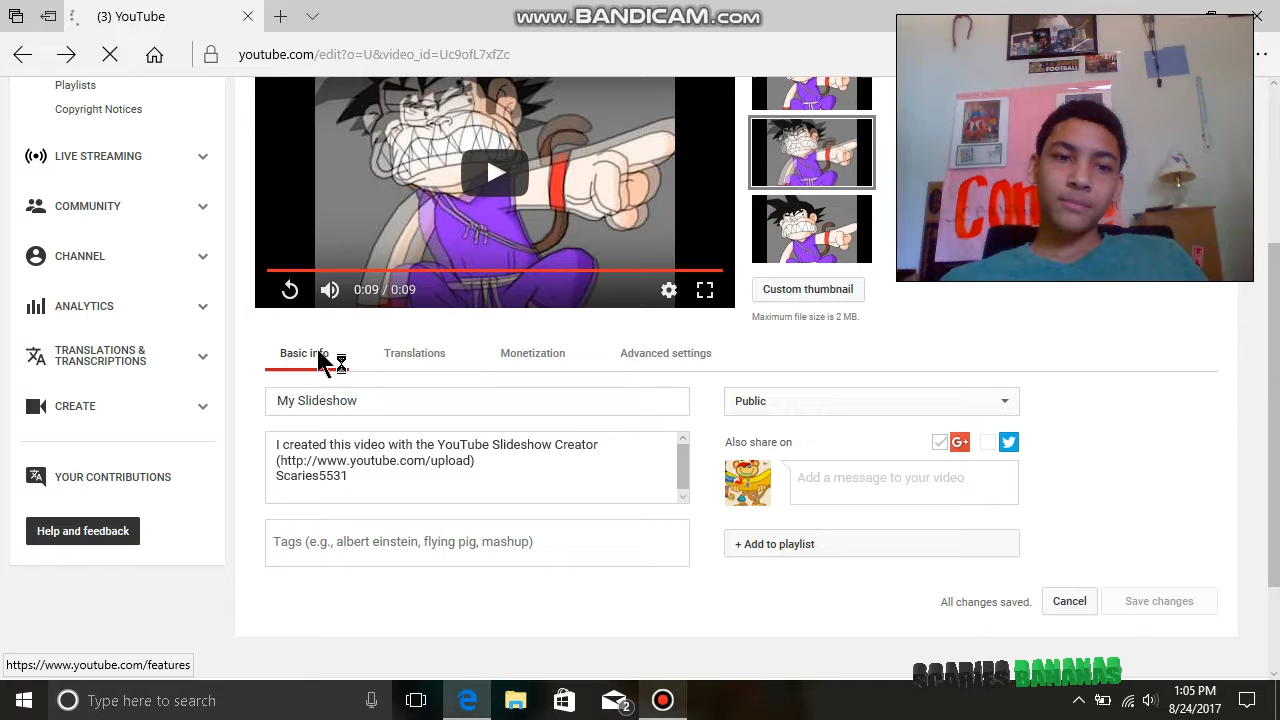 (3) YouTube
www.BANDICAM.com
youtube.com/edit?o=U&video_id=Uc9ofL7xfZc
Playlists
Copyright Notices
LIVE STREAMING
COMMUNITY
CHANNEL
ANALYTICS
TRANSLATIONS &
TRANSCRIPTIONS
CREATE
YOUR CONTRIBUTIONS
Help and feedback
0:09 / 0:09
Custom thumbnail
Maximum file size is 2 MB.
FOOTBALL
Basic info
Translations
Monetization
Advanced settings
My Slideshow
I created this video with the YouTube Slideshow Creator
(http://www.youtube.com/upload)
Scaries5531
Tags (e.g., albert einstein, flying pig, mashup)
Public
Also share on
G+
Add a message to your video
+ Add to playlist
All changes saved.
Cancel
Save changes
https://www.youtube.com/features
SCARIES BANANAS
Type here to search
2
1:05 PM
8/24/2017